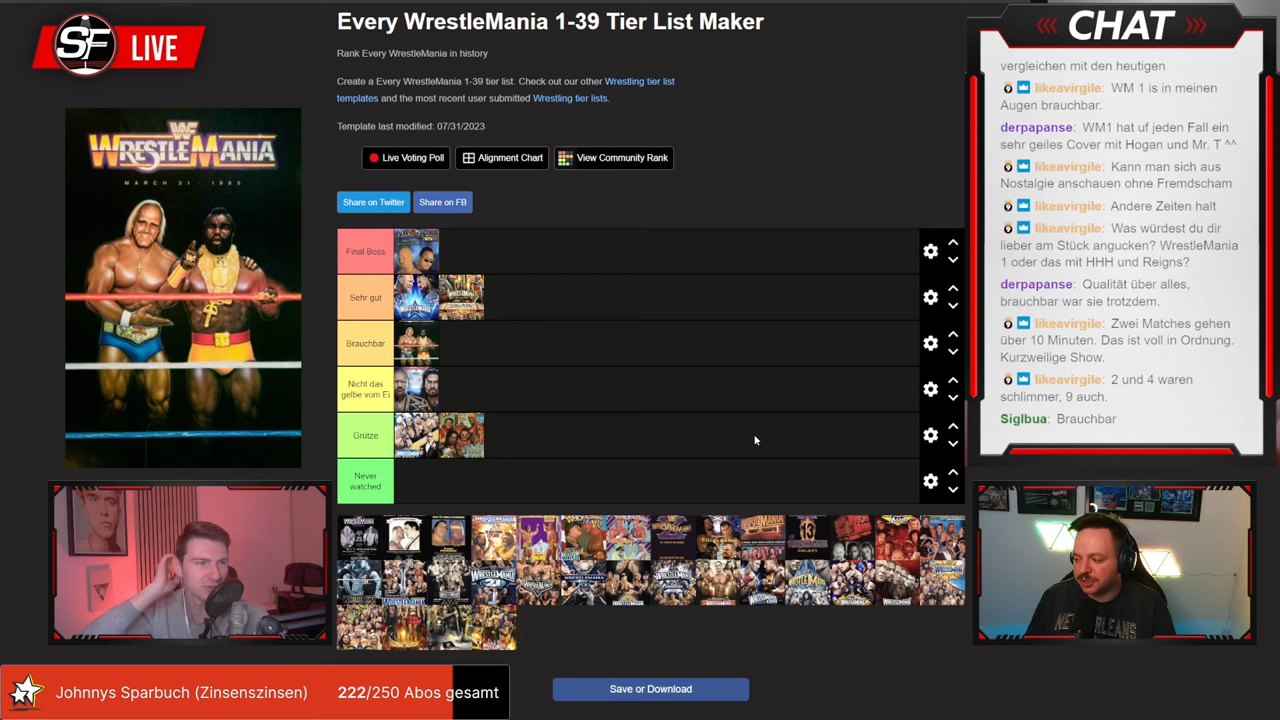 Every WrestleMania 1-39 Tier List Maker
Rank Every WrestleMania in history
Create a Every WrestleMania 1-39 tier list. Check out our other Wrestling tier list
templates and the most recent user submitted Wrestling tier lists.
Template last modified: 07/31/2023
Live Voting Poll
Alignment Chart
View Community Rank
Share on Twitter
Share on FB
SF LIVE
WF
WRESTLEMANIA
MARCH 31 · 1985
Final Boss
Sehr gut
Brauchbar
Nicht das
gelbe vom Ei
Grütze
Never
watched
CHAT
vergleichen mit den heutigen
likeavirgile: WM 1 is in meinen
Augen brauchbar.
derpapanse: WM1 hat uf jeden Fall ein
sehr geiles Cover mit Hogan und Mr. T ^^
likeavirgile: Kann man sich aus
Nostalgie anschauen ohne Fremdscham
likeavirgile: Andere Zeiten halt
likeavirgile: Was würdest du dir
lieber am Stück angucken? WrestleMania
1 oder das mit HHH und Reigns?
derpapanse: Qualität über alles,
brauchbar war sie trotzdem.
likeavirgile: Zwei Matches gehen
über 10 Minuten. Das ist voll in Ordnung.
Kurzweilige Show.
likeavirgile: 2 und 4 waren
schlimmer, 9 auch.
Siglbua: Brauchbar
Johnnys Sparbuch (Zinsenszinsen) 222/250 Abos gesamt
Save or Download